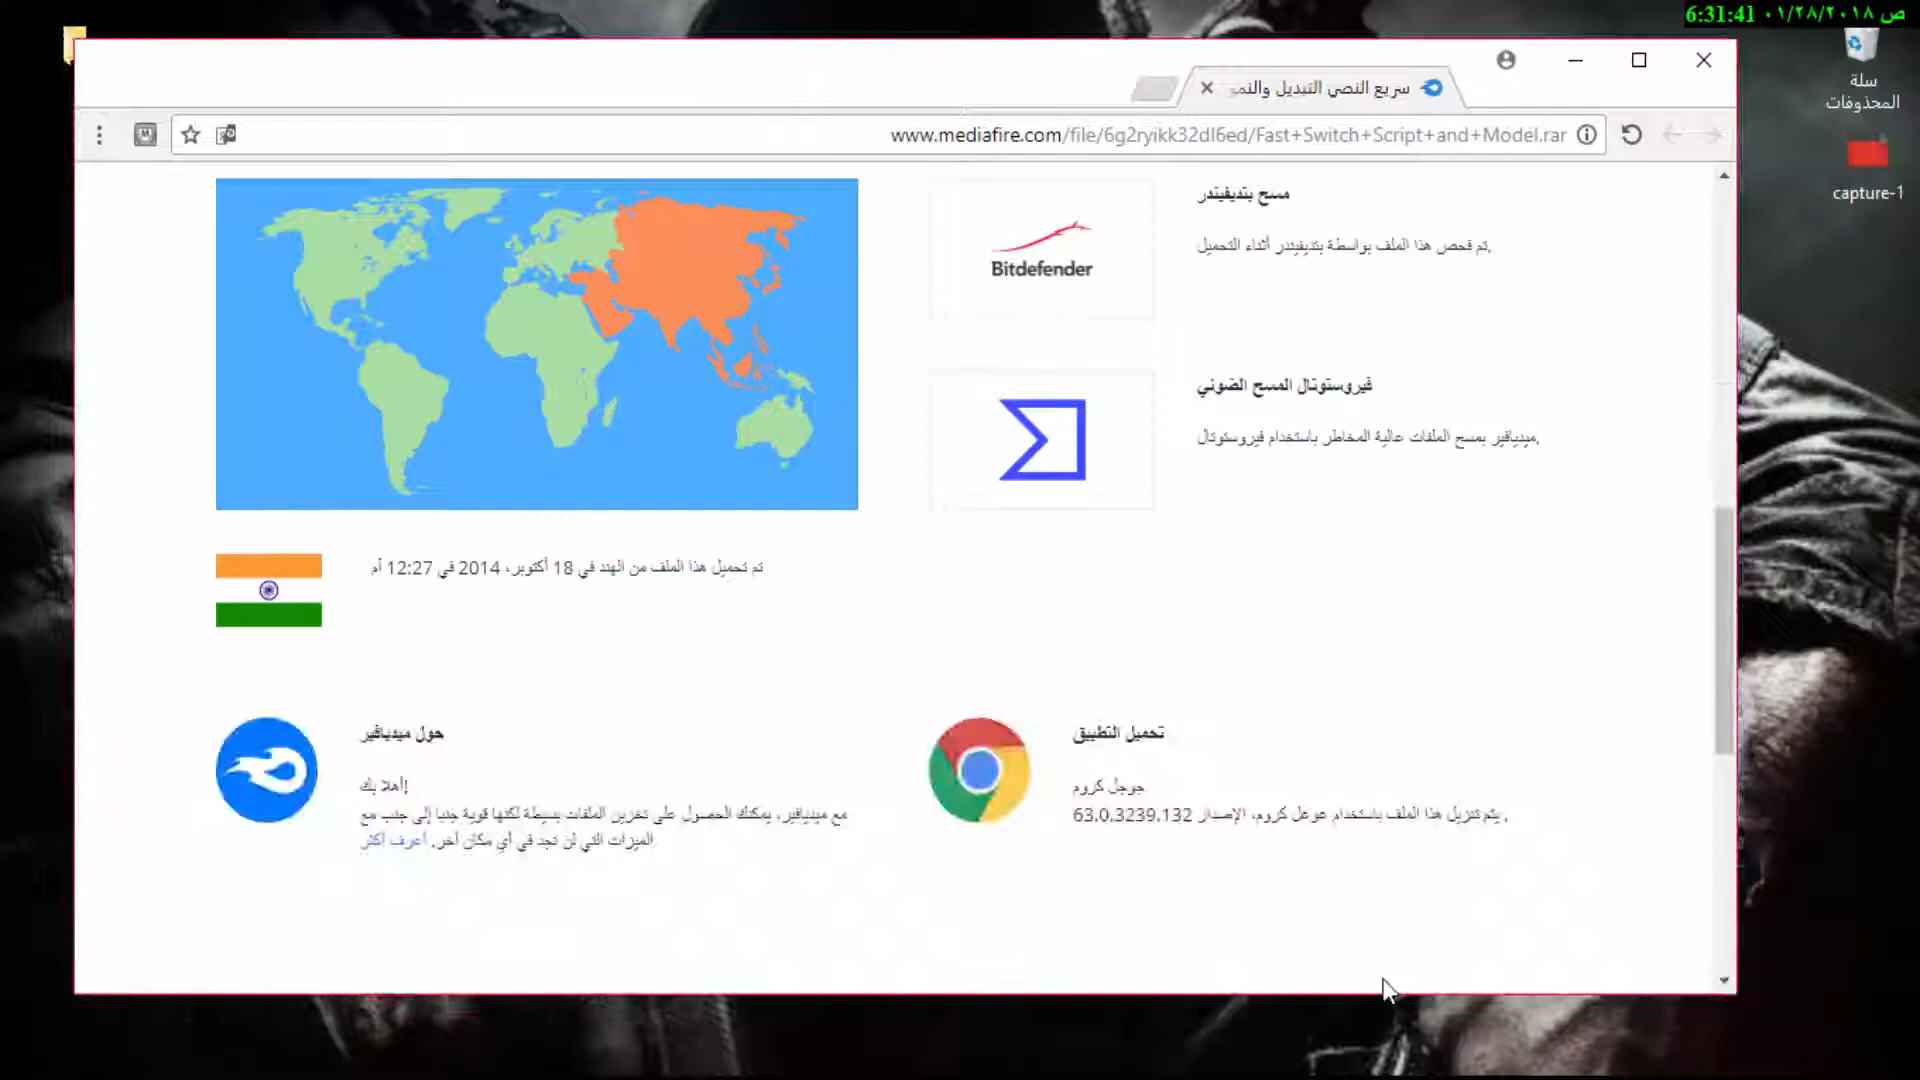 6:31:41 ٠١/٢٨/٢٠١٨ ص
سريع النصي التبديل والنمو
www.mediafire.com/file/6g2ryikk32dl6ed/Fast+Switch+Script+and+Model.rar
سلة
المحذوفات
capture-1
مسح بتديفيندر
تم فحص هذا الملف بواسطة بتديفيندر أثناء التحميل.
Bitdefender
فيروستوتال المسح الضوئي
ميديافير بمسح الملفات عالية المخاطر باستخدام فيروستوتال.
تم تحميل هذا الملف من الهند في 18 أكتوبر، 2014 في 12:27 أم
حول ميديافير
أهلا بك!
مع ميديافير، يمكنك الحصول على تخزين الملفات بسيطة لكنها قوية جنبا إلى جنب مع
الميزات التي لن تجد في أي مكان آخر. أعرف أكثر
تحميل التطبيق
جوجل كروم
يتم تنزيل هذا الملف باستخدام غوغل كروم، الإصدار 63.0.3239.132.